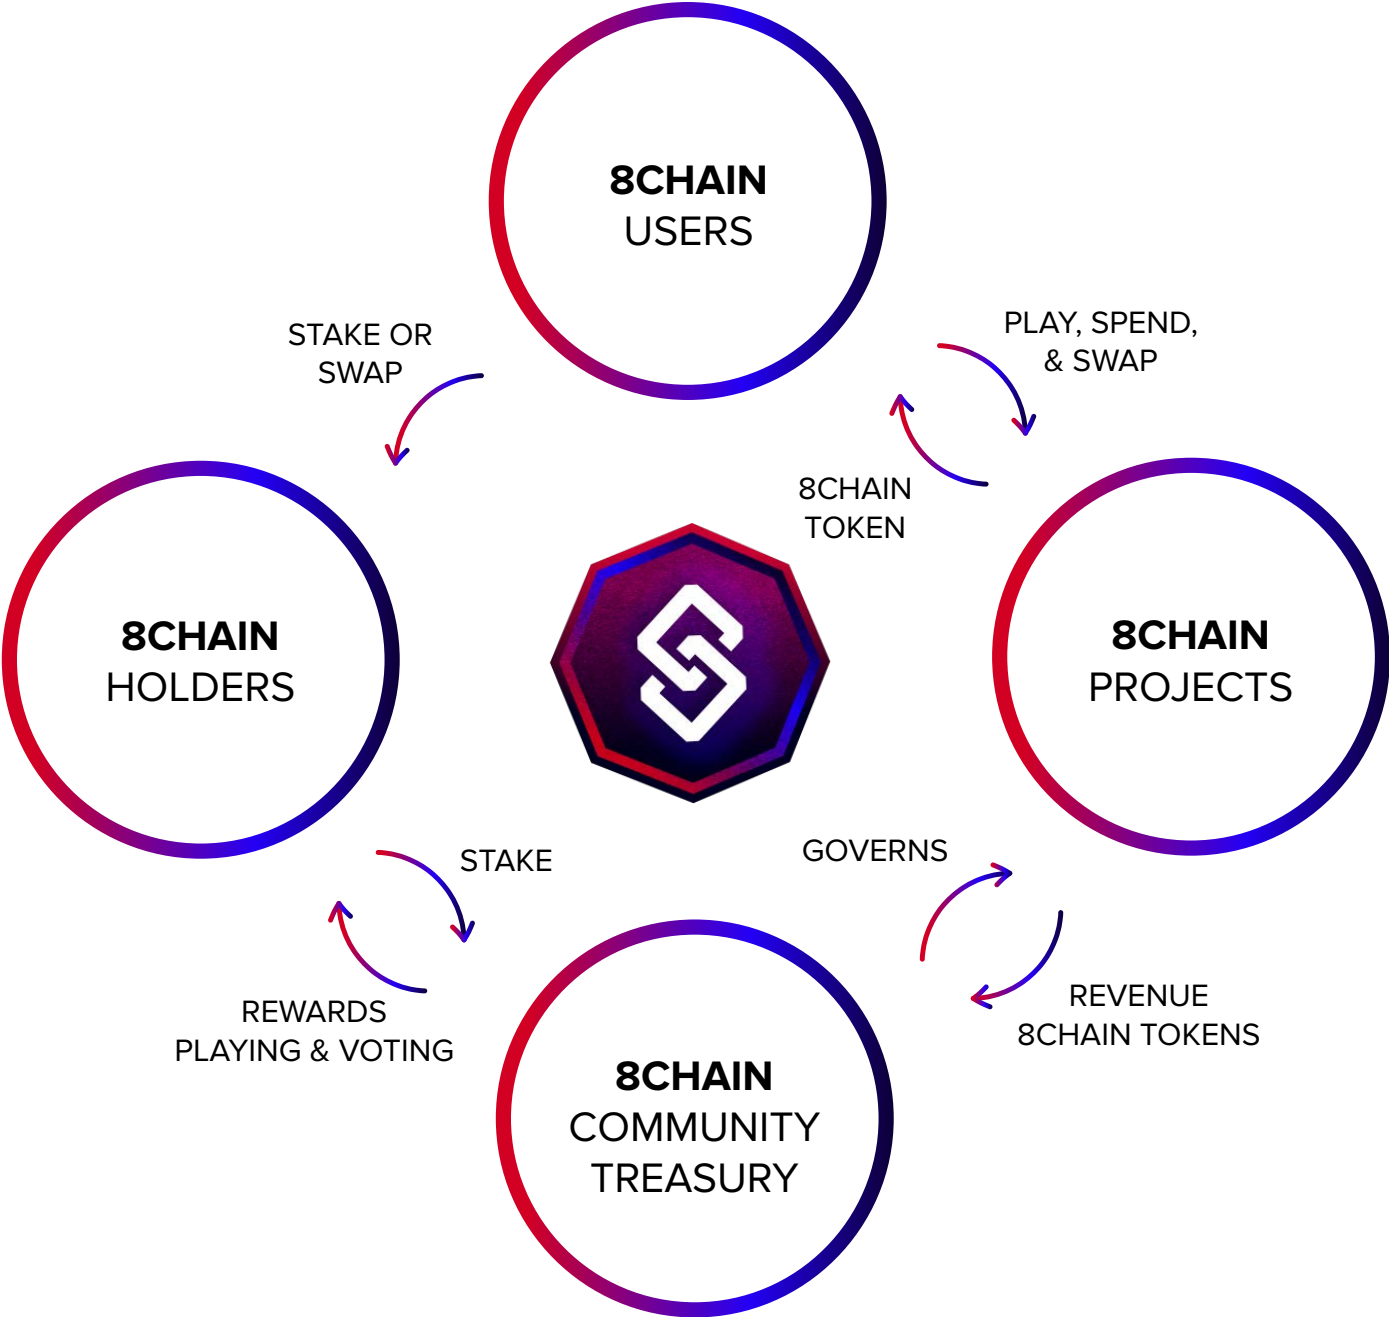 8CHAIN
USERS
STAKE OR
SWAP
PLAY, SPEND,
& SWAP
8CHAIN
TOKEN
8CHAIN
HOLDERS
8CHAIN
PROJECTS
STAKE
GOVERNS
REWARDS
PLAYING & VOTING
REVENUE
8CHAIN TOKENS
8CHAIN
COMMUNITY
TREASURY